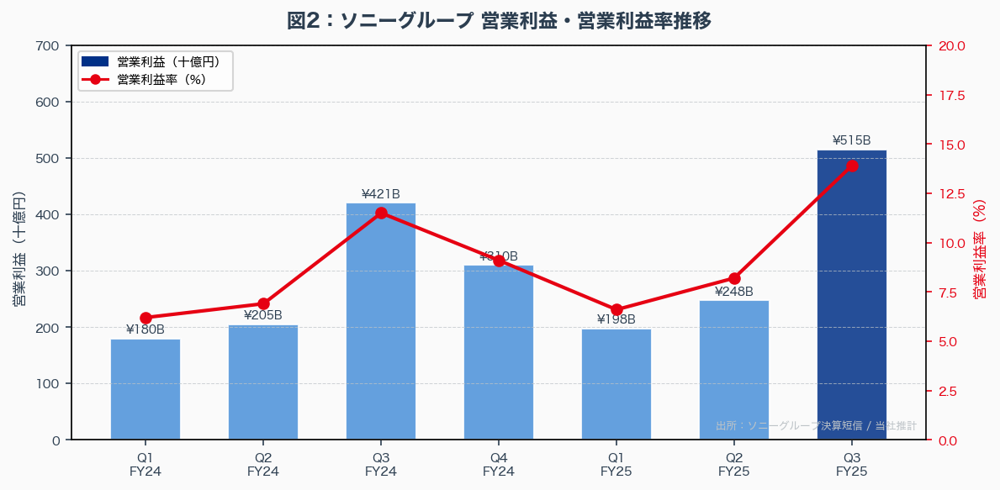 図2：ソニーグループ 営業利益・営業利益率推移
営業利益（十億円）
営業利益率（%）
700
600
500
400
300
200
100
0
営業利益（十億円）
20.0
17.5
15.0
12.5
10.0
7.5
5.0
2.5
0.0
営業利益率（%）
¥180B
¥205B
¥421B
¥310B
¥198B
¥248B
¥515B
出所：ソニーグループ決算短信 / 当社推計
Q1
FY24
Q2
FY24
Q3
FY24
Q4
FY24
Q1
FY25
Q2
FY25
Q3
FY25